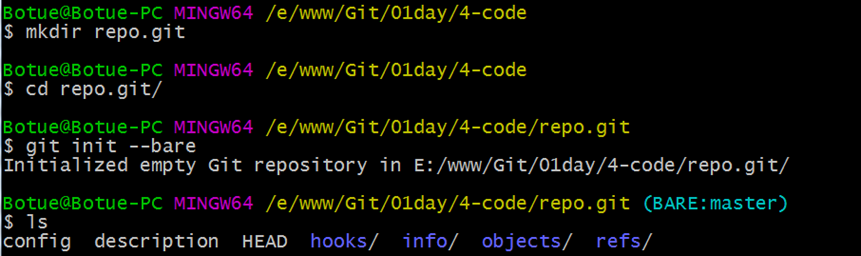 Botue@Botue-PC MINGW64 /e/www/Git/01day/4-code
$ mkdir repo.git
Botue@Botue-PC MINGW64 /e/www/Git/01day/4-code
$ cd repo.git/
Botue@Botue-PC MINGW64 /e/www/Git/01day/4-code/repo.git
$ git init --bare
Initialized empty Git repository in E:/www/Git/01day/4-code/repo.git/
Botue@Botue-PC MINGW64 /e/www/Git/01day/4-code/repo.git (BARE:master)
$ ls
config  description  HEAD  hooks/  info/  objects/  refs/